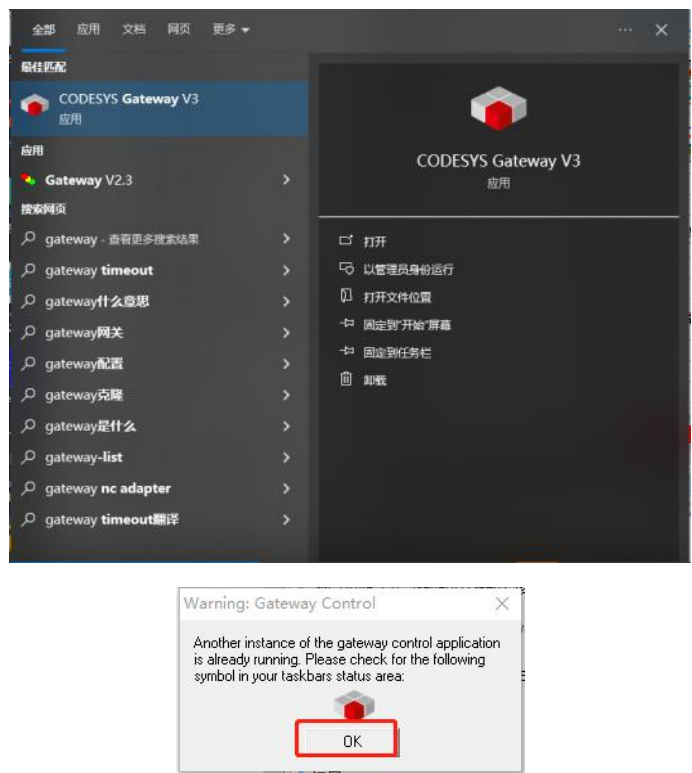 全部 应用 文档 网页 更多
最佳匹配
CODESYS Gateway V3
应用
应用
Gateway V2.3
搜索网页
gateway - 查看更多搜索结果
gateway timeout
gateway什么意思
gateway网关
gateway配置
gateway克隆
gateway是什么
gateway-list
gateway nc adapter
gateway timeout翻译
CODESYS Gateway V3
应用
打开
以管理员身份运行
打开文件位置
固定到"开始"屏幕
固定到任务栏
卸载
Warning: Gateway Control
Another instance of the gateway control application
is already running. Please check for the following
symbol in your taskbars status area:
OK